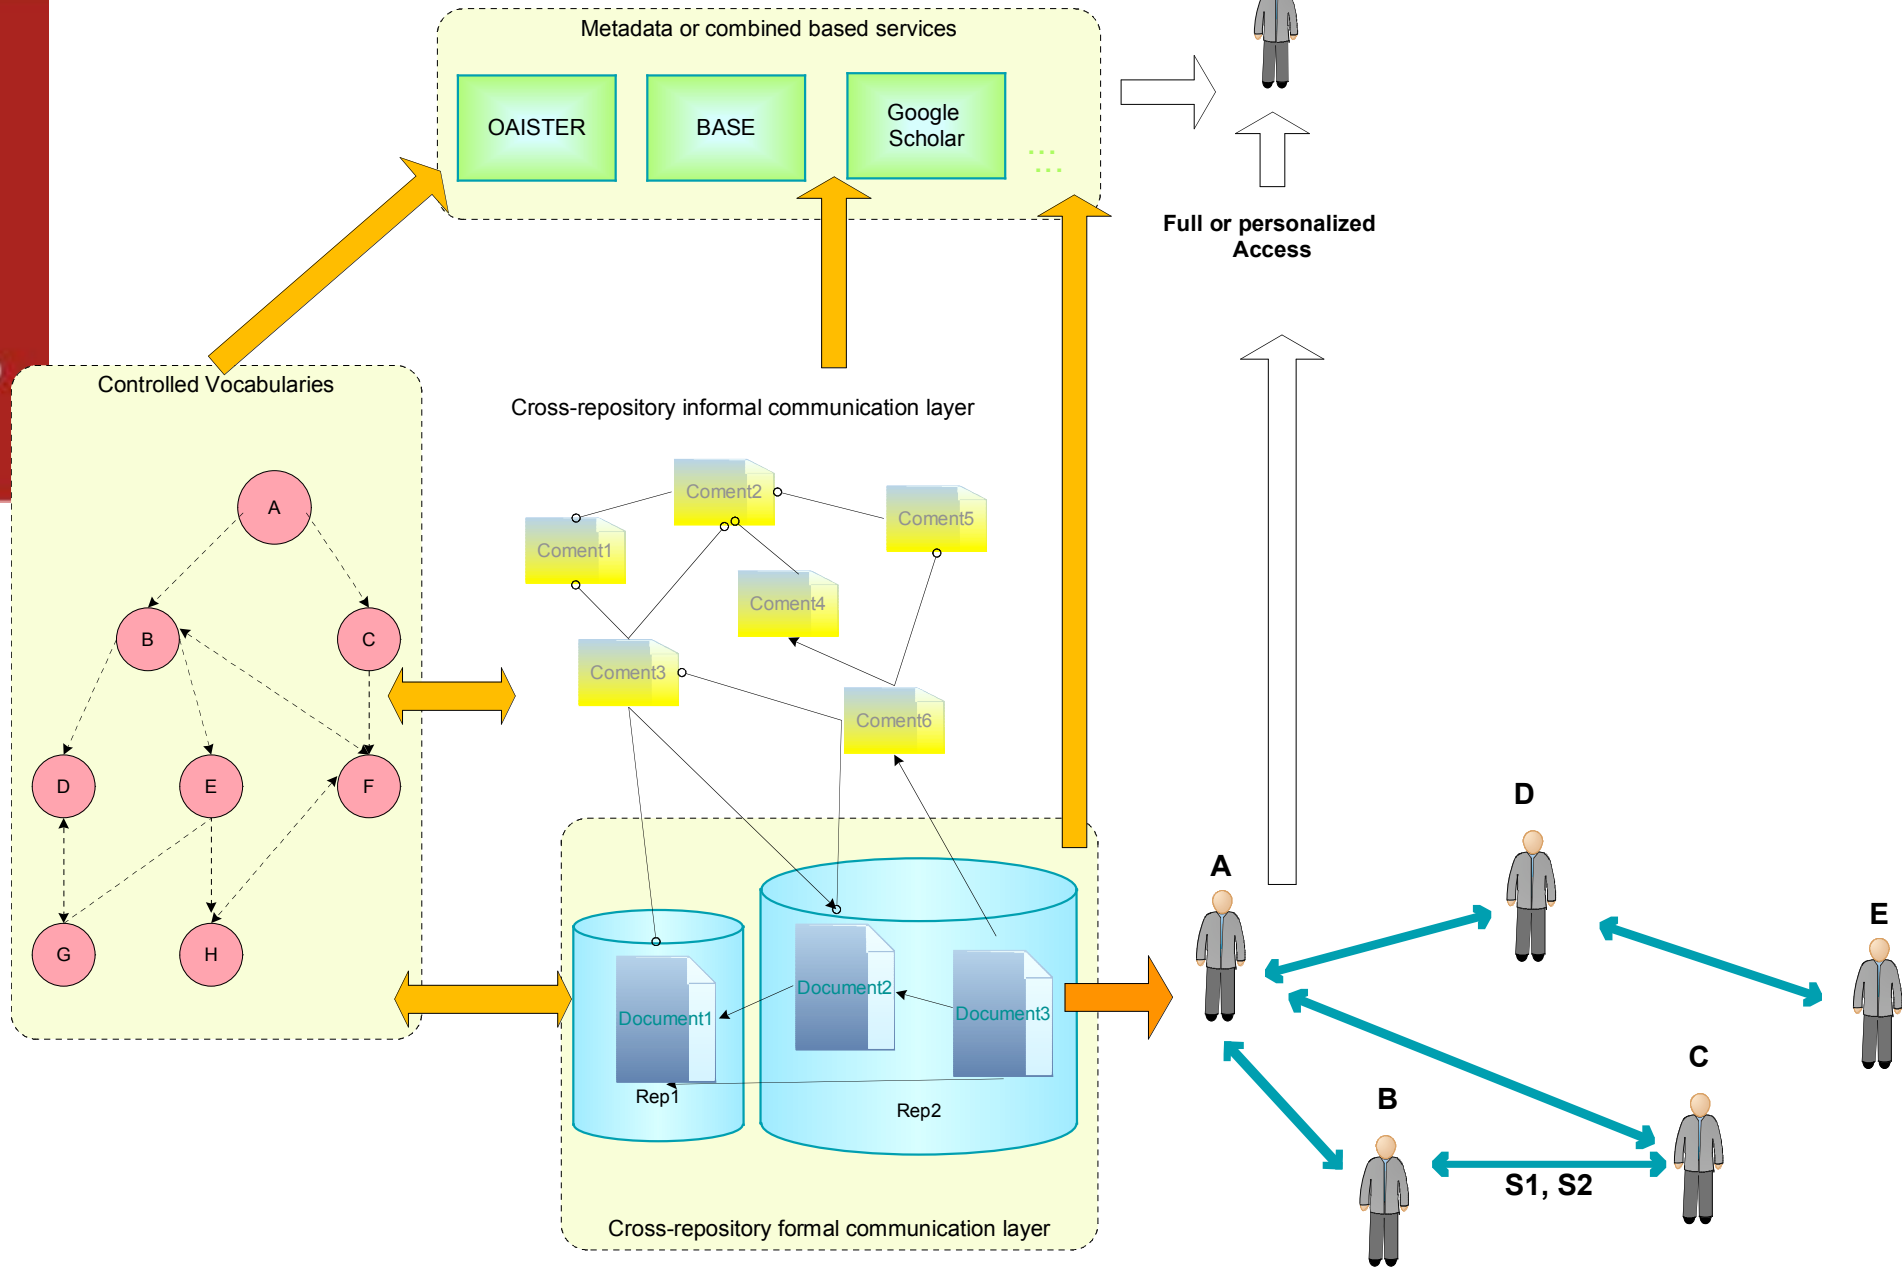 Metadata or combined based services
OAISTER
BASE
Google
Scholar
...
...
Full or personalized
Access
Controlled Vocabularies
A
B
C
D
E
F
G
H
Cross-repository informal communication layer
Coment2
Coment5
Coment1
Coment4
Coment3
Coment6
Document2
Document3
Document1
Rep1
Rep2
Cross-repository formal communication layer
D
A
E
C
B
S1, S2